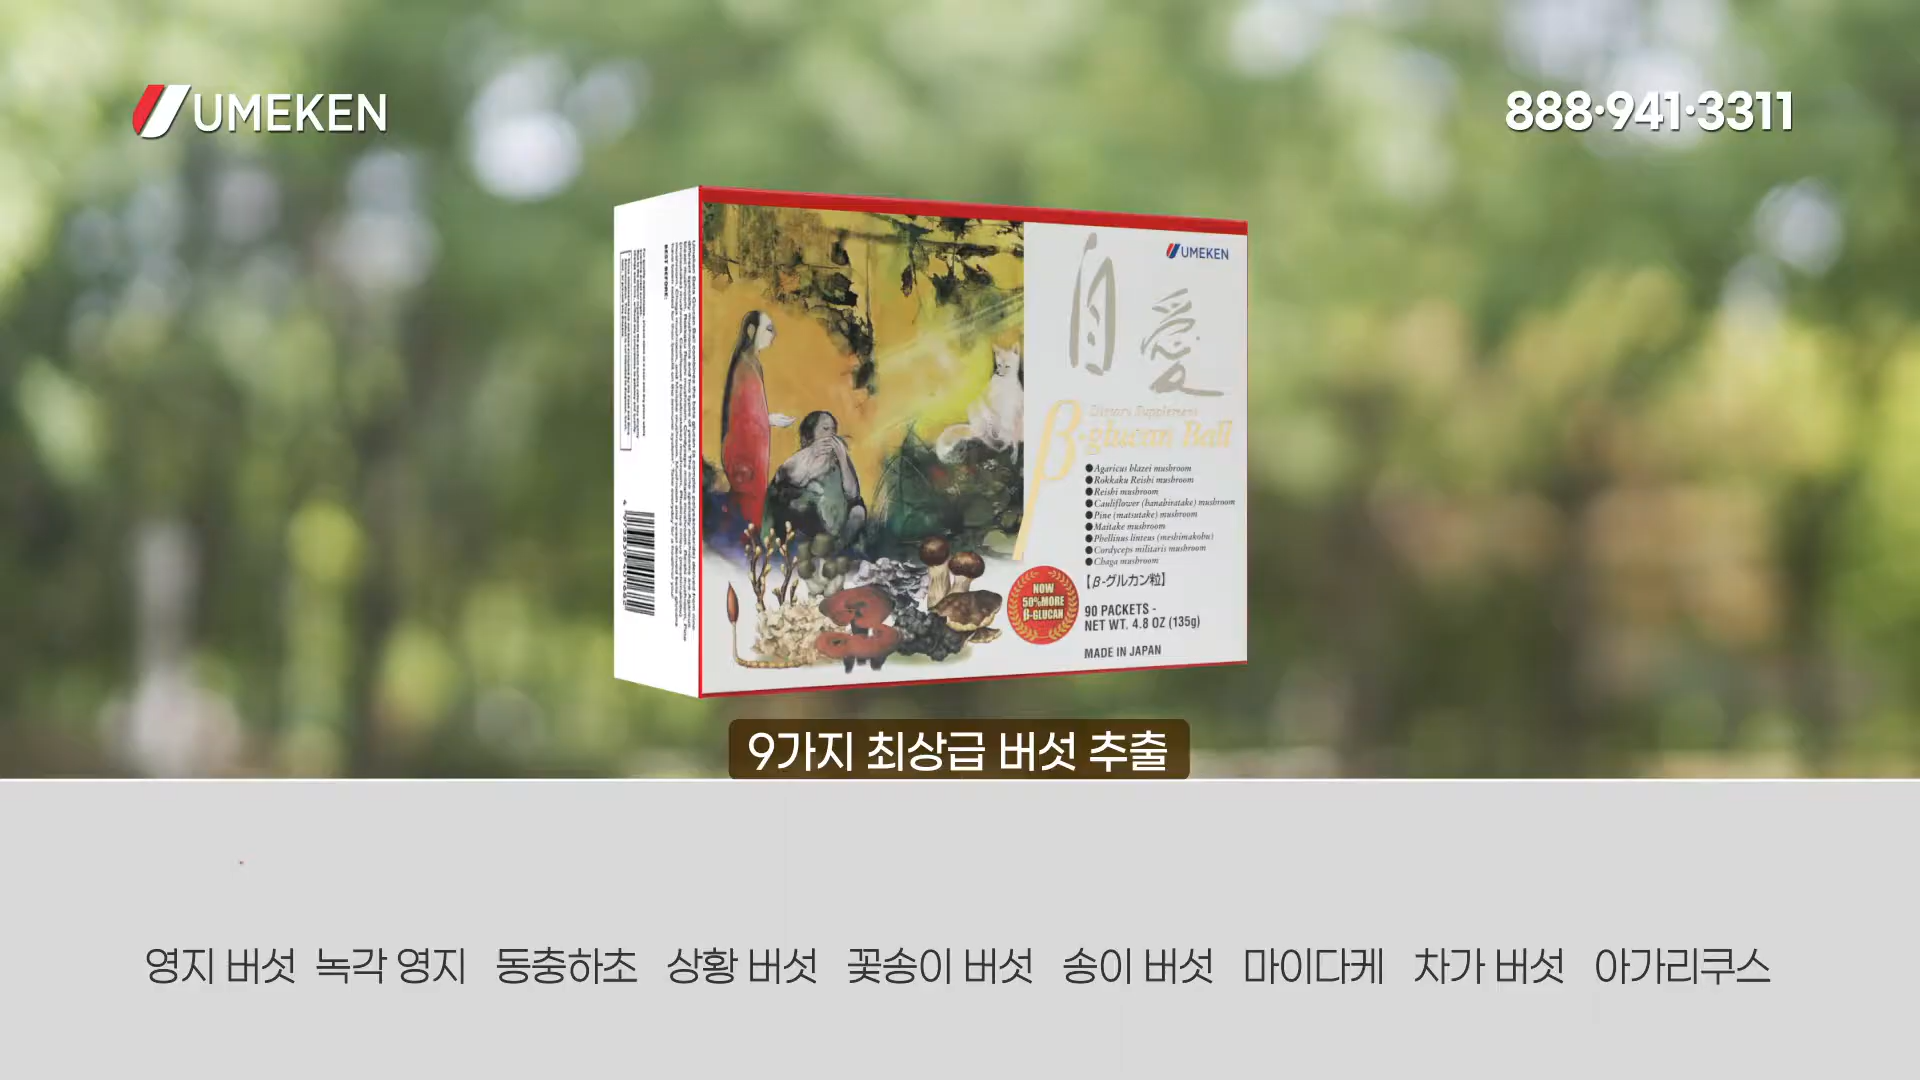 UMEKEN
888·941·3311
UMEKEN
自愛
Dietary Supplement
β-glucan Ball
●Agaricus blazei mushroom
●Rokkaku Reishi mushroom
●Reishi mushroom
●Cauliflower (hanabiratake) mushroom
●Pine (matsutake) mushroom
●Maitake mushroom
●Phellinus linteus (meshimakobu)
●Cordyceps militaris mushroom
●Chaga mushroom
【β-グルカン粒】
NOW
50%MORE
β-GLUCAN
90 PACKETS -
NET WT. 4.8 OZ (135g)
MADE IN JAPAN
BEST BEFORE:
9가지 최상급 버섯 추출
영지 버섯 녹각 영지 동충하초 상황 버섯 꽃송이 버섯 송이 버섯 마이다케 차가 버섯 아가리쿠스